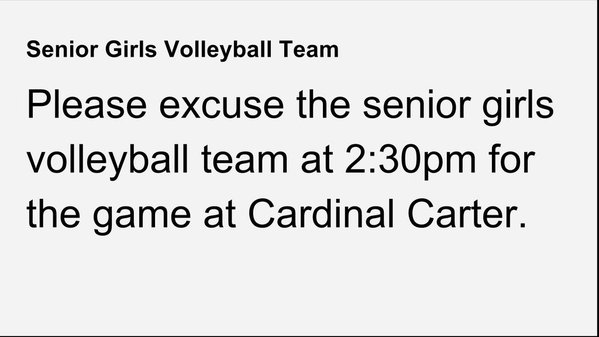 Senior Girls Volleyball Team
Please excuse the senior girls
volleyball team at 2:30pm for
the game at Cardinal Carter.